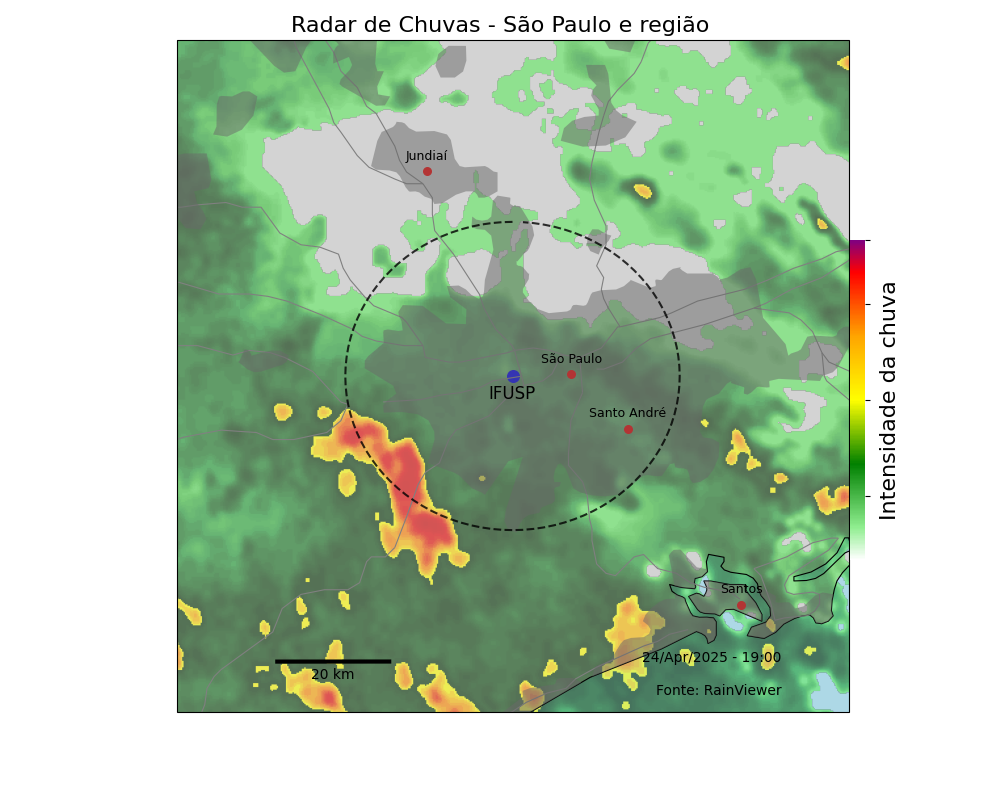 Radar de Chuvas - São Paulo e região
Jundiaí
São Paulo
IFUSP
Santo André
Santos
24/Apr/2025 - 19:00
20 km
Fonte: RainViewer
Intensidade da chuva